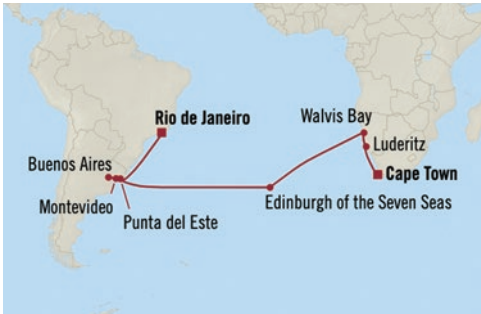 Rio de Janeiro
Walvis Bay
Luderitz
Buenos Aires
Cape Town
Montevideo
Edinburgh of the Seven Seas
Punta del Este